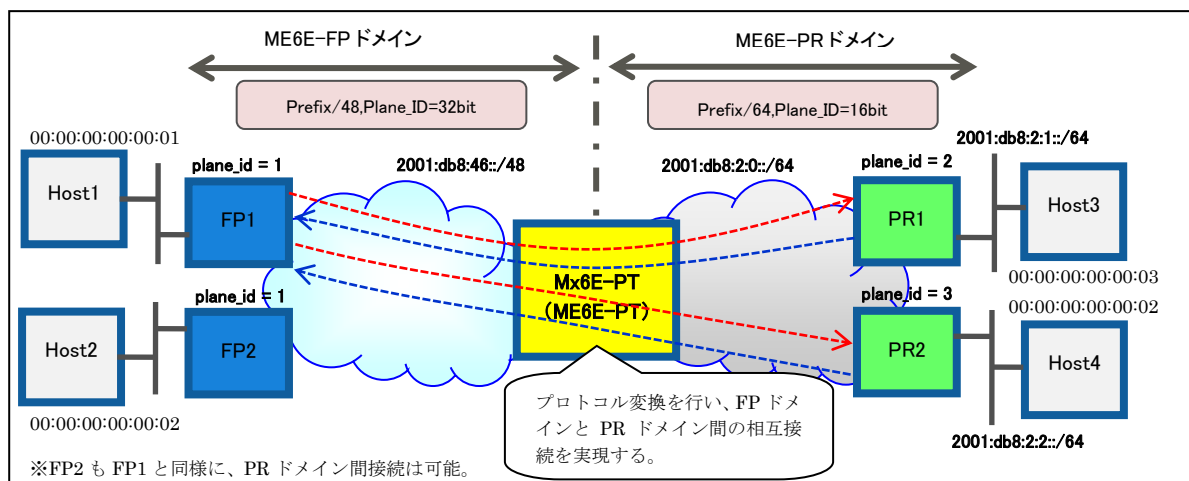 ME6E-FPドメイン
ME6E-PRドメイン
Prefix/48,Plane_ID=32bit
Prefix/64,Plane_ID=16bit
00:00:00:00:00:01
2001:db8:2:1::/64
plane_id = 1
2001:db8:46::/48
2001:db8:2:0::/64
plane_id = 2
Host1
FP1
PR1
Host3
Mx6E-PT
(ME6E-PT)
00:00:00:00:00:03
plane_id = 1
plane_id = 3
00:00:00:00:00:02
Host2
FP2
PR2
Host4
プロトコル変換を行い、FP ドメ
インと PR ドメイン間の相互接
続を実現する。
00:00:00:00:00:02
2001:db8:2:2::/64
※FP2 も FP1 と同様に、PR ドメイン間接続は可能。